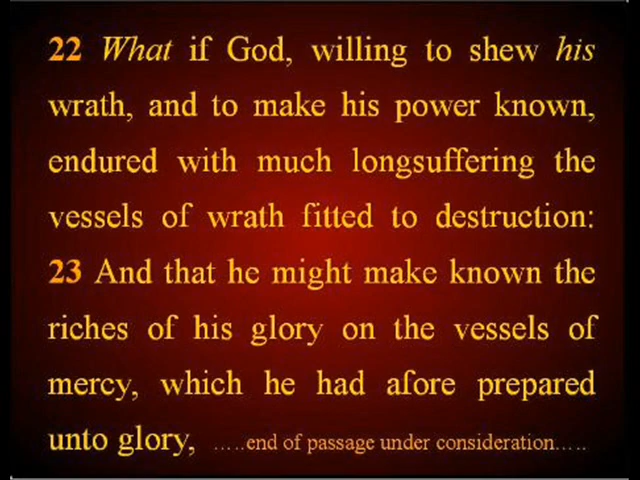 22 What if God, willing to shew his
wrath, and to make his power known,
endured with much longsuffering the
vessels of wrath fitted to destruction:
23 And that he might make known the
riches of his glory on the vessels of
mercy, which he had afore prepared
unto glory, .....end of passage under consideration.....